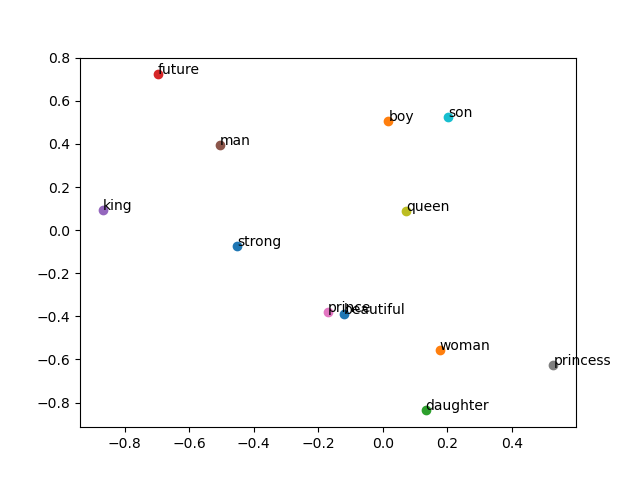 0.8
future
0.6
boy
son
0.4
man
0.2
king
queen
0.0
strong
−0.2
prince
beautiful
−0.4
woman
−0.6
princess
−0.8
daughter
−0.8 −0.6 −0.4 −0.2 0.0 0.2 0.4